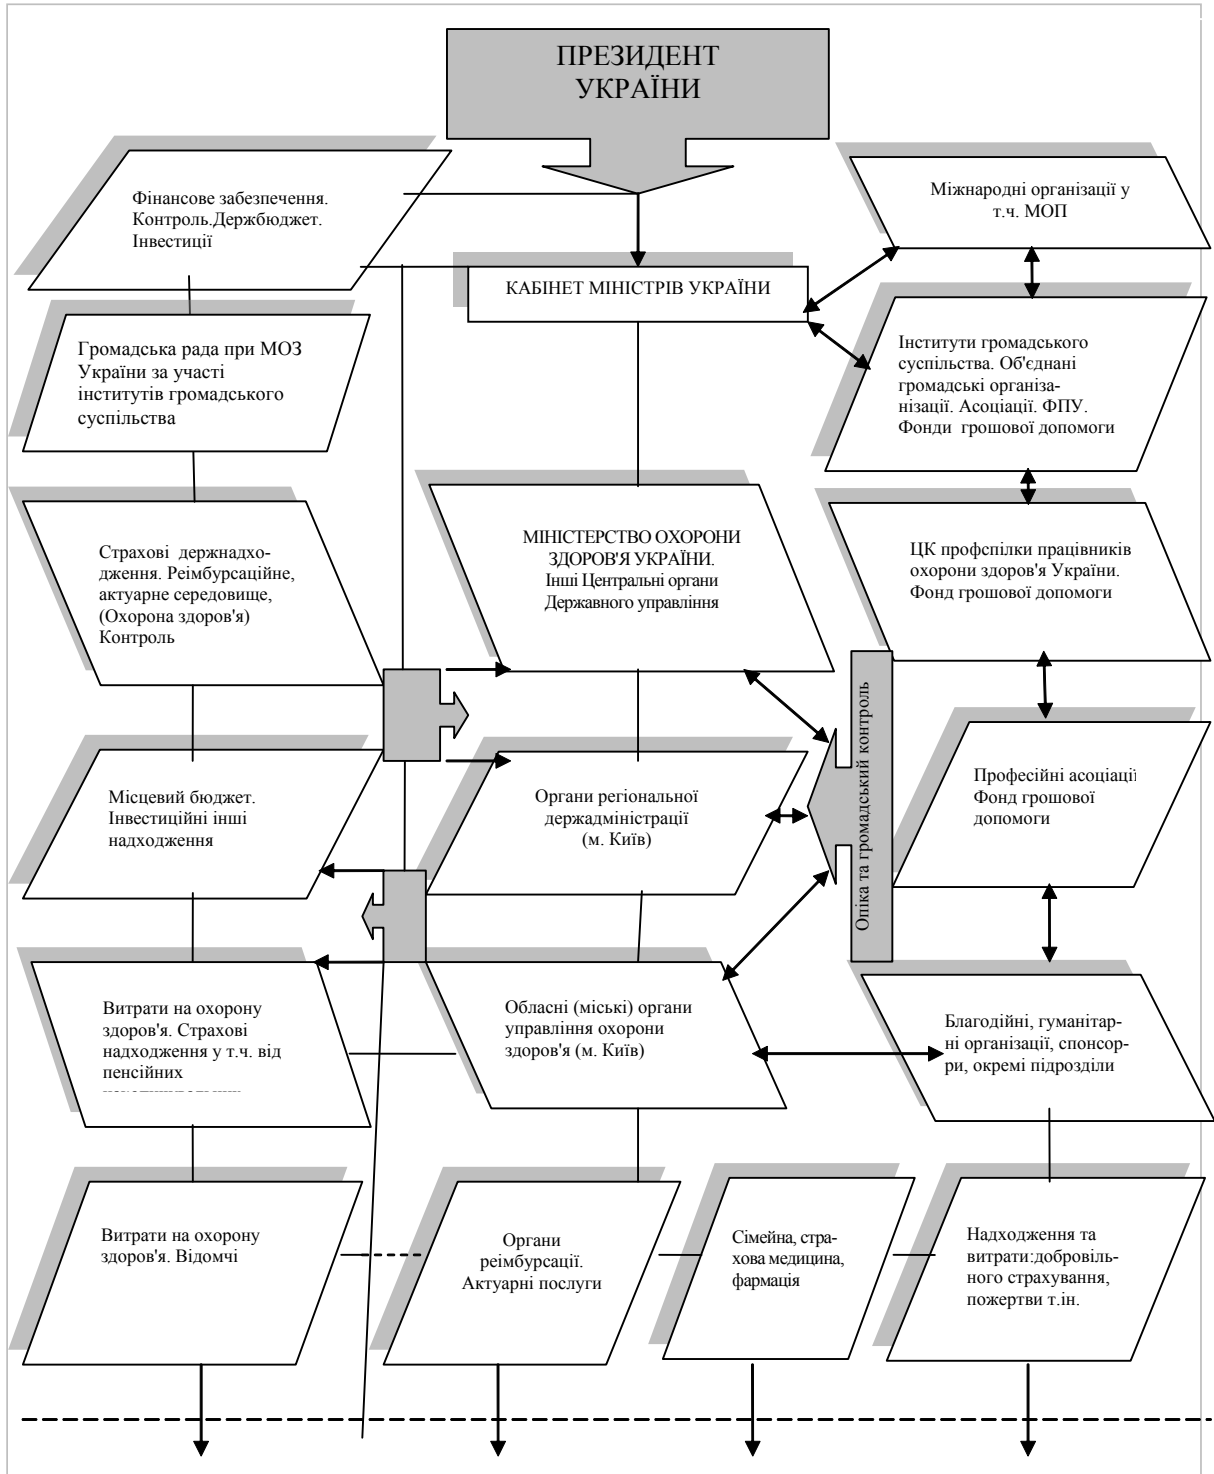 ПРЕЗИДЕНТ
УКРАЇНИ
Фінансове забезпечення.
Контроль.Держбюджет.
Інвестиції
Міжнародні організації у
т.ч. МОП
КАБІНЕТ МІНІСТРІВ УКРАЇНИ
Громадська рада при МОЗ
України за участі
інститутів громадського
суспільства
Інститути громадського
суспільства. Об'єднані
громадські організа-
нізації. Асоціації. ФПУ.
Фонди грошової допомоги
Страхові держнадхо-
дження. Реімбурсаційне,
актуарне середовище,
(Охорона здоров'я)
Контроль
МІНІСТЕРСТВО ОХОРОНИ
ЗДОРОВ'Я УКРАЇНИ.
Інші Центральні органи
Державного управління
ЦК профспілки працівників
охорони здоров'я України.
Фонд грошової допомоги
Опіка та громадський контроль
Місцевий бюджет.
Інвестиційні інші
надходження
Органи регіональної
держадміністрації
(м. Київ)
Професійні асоціації
Фонд грошової
допомоги
Витрати на охорону
здоров'я. Страхові
надходження у т.ч. від
пенсійних
Обласні (міські) органи
управління охорони
здоров'я (м. Київ)
Благодійні, гуманітар-
ні організації, спонсор-
ри, окремі підрозділи
Витрати на охорону
здоров'я. Відомчі
Органи
реімбурсації.
Актуарні послуги
Сімейна, стра-
хова медицина,
фармація
Надходження та
витрати:добровіль-
ного страхування,
пожертви т.ін.